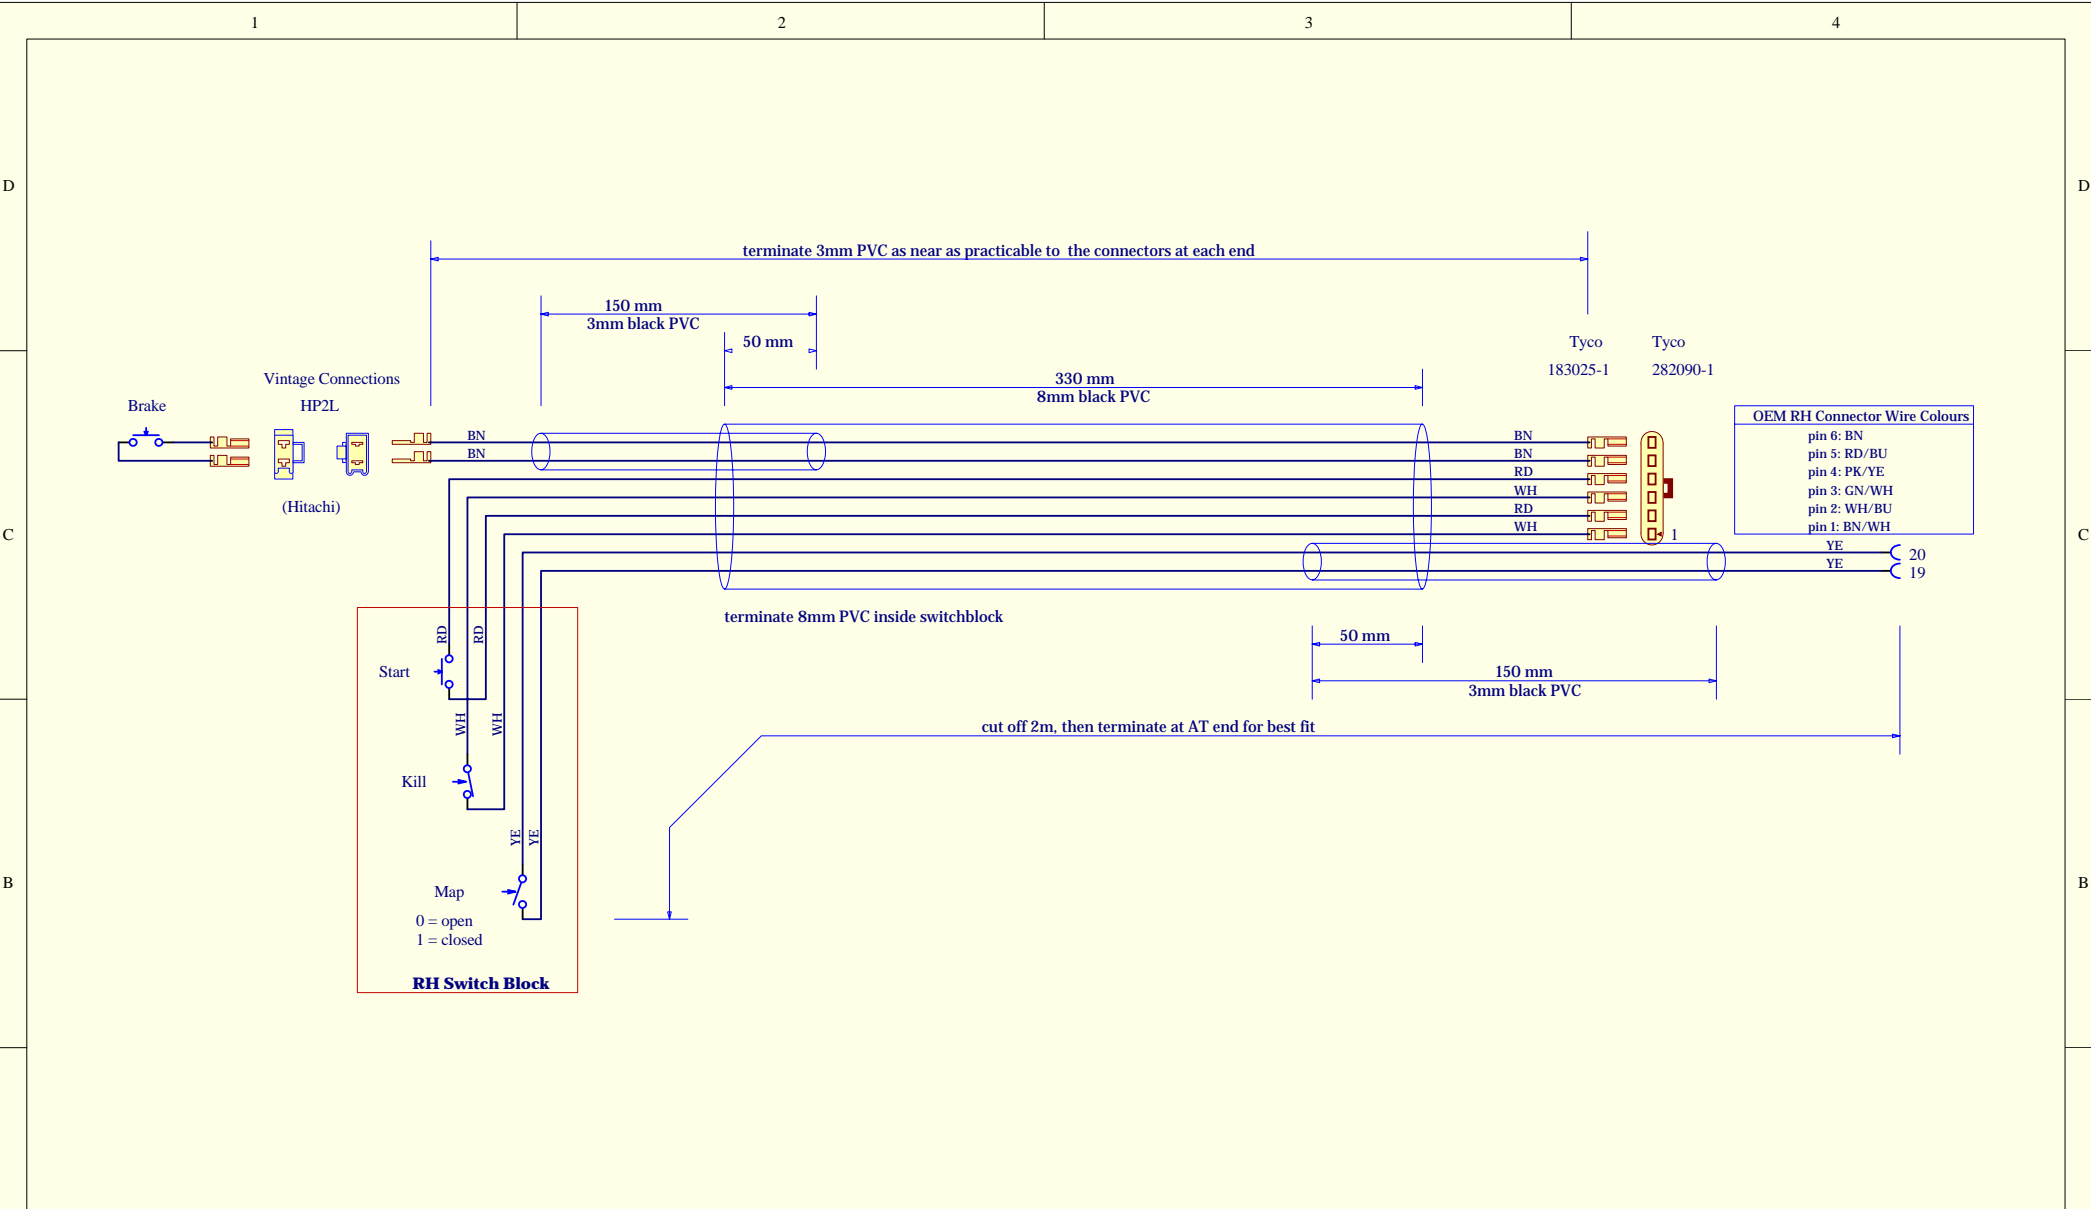 1
2
3
4
D
D
terminate 3mm PVC as near as practicable to  the connectors at each end
150 mm
3mm black PVC
50 mm
Tyco
Tyco
183025-1
282090-1
Vintage Connections
HP2L
330 mm
8mm black PVC
Brake
OEM RH Connector Wire Colours
pin 6: BN
pin 5: RD/BU
pin 4: PK/YE
pin 3: GN/WH
pin 2: WH/BU
pin 1: BN/WH
BN
BN
BN
BN
RD
WH
RD
WH
(Hitachi)
C
C
1
YE
20
YE
19
terminate 8mm PVC inside switchblock
RD
RD
50 mm
Start
150 mm
3mm black PVC
WH
WH
cut off 2m, then terminate at AT end for best fit
Kill
YE
YE
B
B
Map
0 = open
1 = closed
RH Switch Block